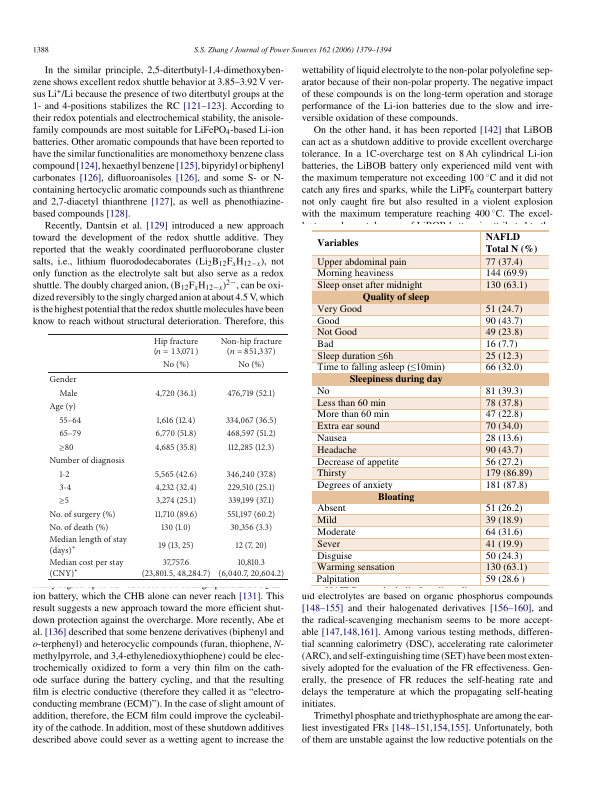 1388
S.S. Zhang / Journal of Power Sources 162 (2006) 1379–1394
In the similar principle, 2,5-ditertbutyl-1,4-dimethoxyben-
zene shows excellent redox shuttle behavior at 3.85–3.92 V ver-
sus Li+/Li because the presence of two ditertbutyl groups at the
1- and 4-positions stabilizes the RC [121–123]. According to
their redox potentials and electrochemical stability, the anisole-
family compounds are most suitable for LiFePO4-based Li-ion
batteries. Other aromatic compounds that have been reported to
have the similar functionalities are monomethoxy benzene class
compound [124], hexaethyl benzene [125], bipyridyl or biphenyl
carbonates [126], difluoroanisoles [126], and some S- or N-
containing hertocyclic aromatic compounds such as thianthrene
and 2,7-diacetyl thianthrene [127], as well as phenothiazine-
based compounds [128].
Recently, Dantsin et al. [129] introduced a new approach
toward the development of the redox shuttle additive. They
reported that the weakly coordinated perfluoroborane cluster
salts, i.e., lithium fluorododecaborates (Li2B12FxH12−x), not
only function as the electrolyte salt but also serve as a redox
shuttle. The doubly charged anion, (B12FxH12−x)2−, can be oxi-
dized reversibly to the singly charged anion at about 4.5 V, which
is the highest potential that the redox shuttle molecules have been
know to reach without structural deterioration. Therefore, this
Hip fracture Non-hip fracture
(n = 13,071) (n = 851,337)
No (%) No (%)
Gender
Male 4,720 (36.1) 476,719 (52.1)
Age (y)
55–64 1,616 (12.4) 334,067 (36.5)
65–79 6,770 (51.8) 468,597 (51.2)
≥80 4,685 (35.8) 112,285 (12.3)
Number of diagnosis
1-2 5,565 (42.6) 346,240 (37.8)
3-4 4,232 (32.4) 229,510 (25.1)
≥5 3,274 (25.1) 339,199 (37.1)
No. of surgery (%) 11,710 (89.6) 551,197 (60.2)
No. of death (%) 130 (1.0) 30,356 (3.3)
Median length of stay
(days)* 19 (13, 25) 12 (7, 20)
Median cost per stay 37,757.6 10,810.3
(CNY)* (23,801.5, 48,284.7) (6,040.7, 20,604.2)
ion battery, which the CHB alone can never reach [131]. This
result suggests a new approach toward the more efficient shut-
down protection against the overcharge. More recently, Abe et
al. [136] described that some benzene derivatives (biphenyl and
o-terphenyl) and heterocyclic compounds (furan, thiophene, N-
methylpyrrole, and 3,4-ethylenedioxythiophene) could be elec-
trochemically oxidized to form a very thin film on the cath-
ode surface during the battery cycling, and that the resulting
film is electric conductive (therefore they called it as “electro-
conducting membrane (ECM)”). In the case of slight amount of
addition, therefore, the ECM film could improve the cycleabil-
ity of the cathode. In addition, most of these shutdown additives
described above could sever as a wetting agent to increase the
wettability of liquid electrolyte to the non-polar polyolefine sep-
arator because of their non-polar property. The negative impact
of these compounds is on the long-term operation and storage
performance of the Li-ion batteries due to the slow and irre-
versible oxidation of these compounds.
On the other hand, it has been reported [142] that LiBOB
can act as a shutdown additive to provide excellent overcharge
tolerance. In a 1C-overcharge test on 8 Ah cylindrical Li-ion
batteries, the LiBOB battery only experienced mild vent with
the maximum temperature not exceeding 100 °C and it did not
catch any fires and sparks, while the LiPF6 counterpart battery
not only caught fire but also resulted in a violent explosion
with the maximum temperature reaching 400 °C. The excel-
Variables NAFLD
Total N (%)
Upper abdominal pain 77 (37.4)
Morning heaviness 144 (69.9)
Sleep onset after midnight 130 (63.1)
Quality of sleep
Very Good 51 (24.7)
Good 90 (43.7)
Not Good 49 (23.8)
Bad 16 (7.7)
Sleep duration ≤6h 25 (12.3)
Time to falling asleep (≤10min) 66 (32.0)
Sleepiness during day
No 81 (39.3)
Less than 60 min 78 (37.8)
More than 60 min 47 (22.8)
Extra ear sound 70 (34.0)
Nausea 28 (13.6)
Headache 90 (43.7)
Decrease of appetite 56 (27.2)
Thirsty 179 (86.89)
Degrees of anxiety 181 (87.8)
Bloating
Absent 51 (26.2)
Mild 39 (18.9)
Moderate 64 (31.6)
Sever 41 (19.9)
Disguise 50 (24.3)
Warming sensation 130 (63.1)
Palpitation 59 (28.6 )
uid electrolytes are based on organic phosphorus compounds
[148–155] and their halogenated derivatives [156–160], and
the radical-scavenging mechanism seems to be more accept-
able [147,148,161]. Among various testing methods, differen-
tial scanning calorimetry (DSC), accelerating rate calorimeter
(ARC), and self-extinguishing time (SET) have been most exten-
sively adopted for the evaluation of the FR effectiveness. Gen-
erally, the presence of FR reduces the self-heating rate and
delays the temperature at which the propagating self-heating
initiates.
Trimethyl phosphate and triethyphosphate are among the ear-
liest investigated FRs [148–151,154,155]. Unfortunately, both
of them are unstable against the low reductive potentials on the